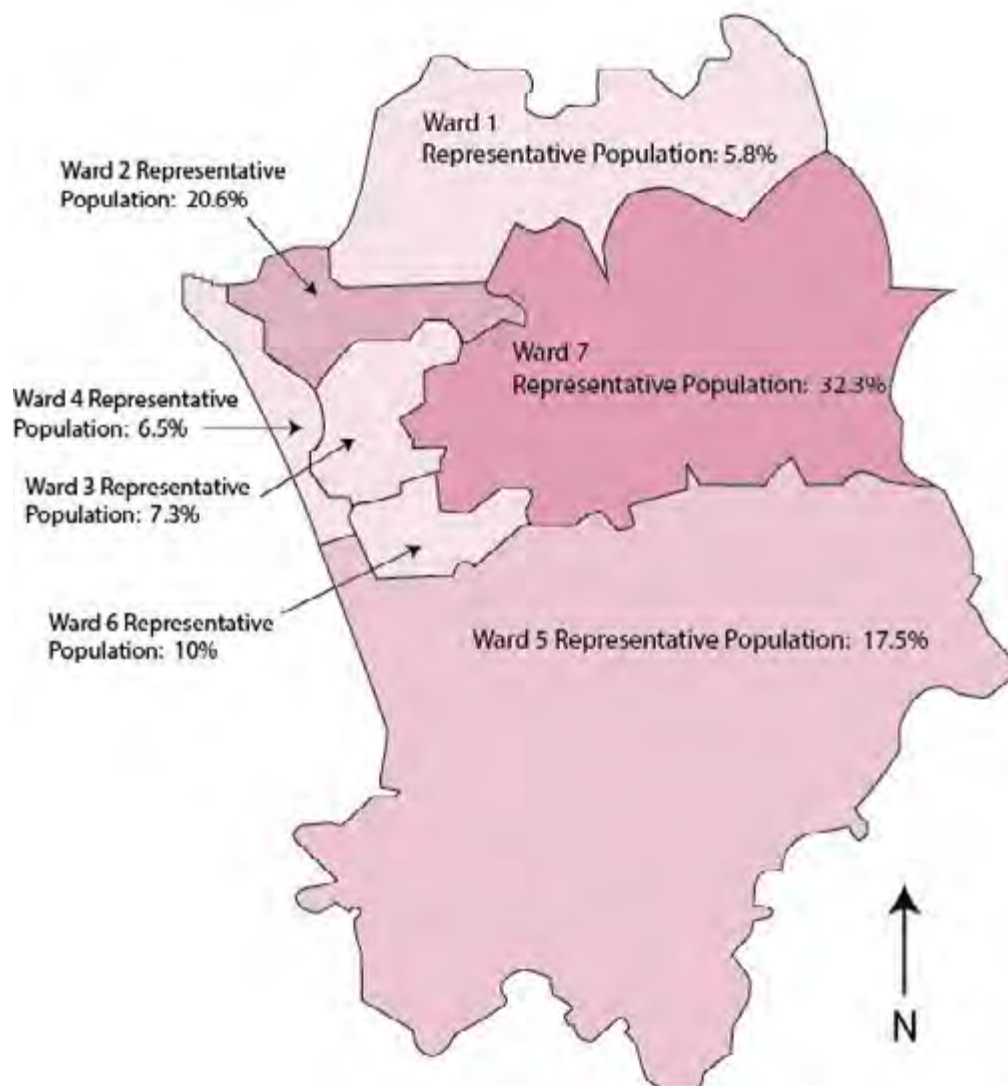 Ward 1
Representative Population: 5.8%
Ward 2 Representative
Population: 20.6%
Ward 7
Representative Population: 32.3%
Ward 4 Representative
Population: 6.5%
Ward 3 Representative
Population: 7.3%
Ward 6 Representative
Population: 10%
Ward 5 Representative Population: 17.5%
N